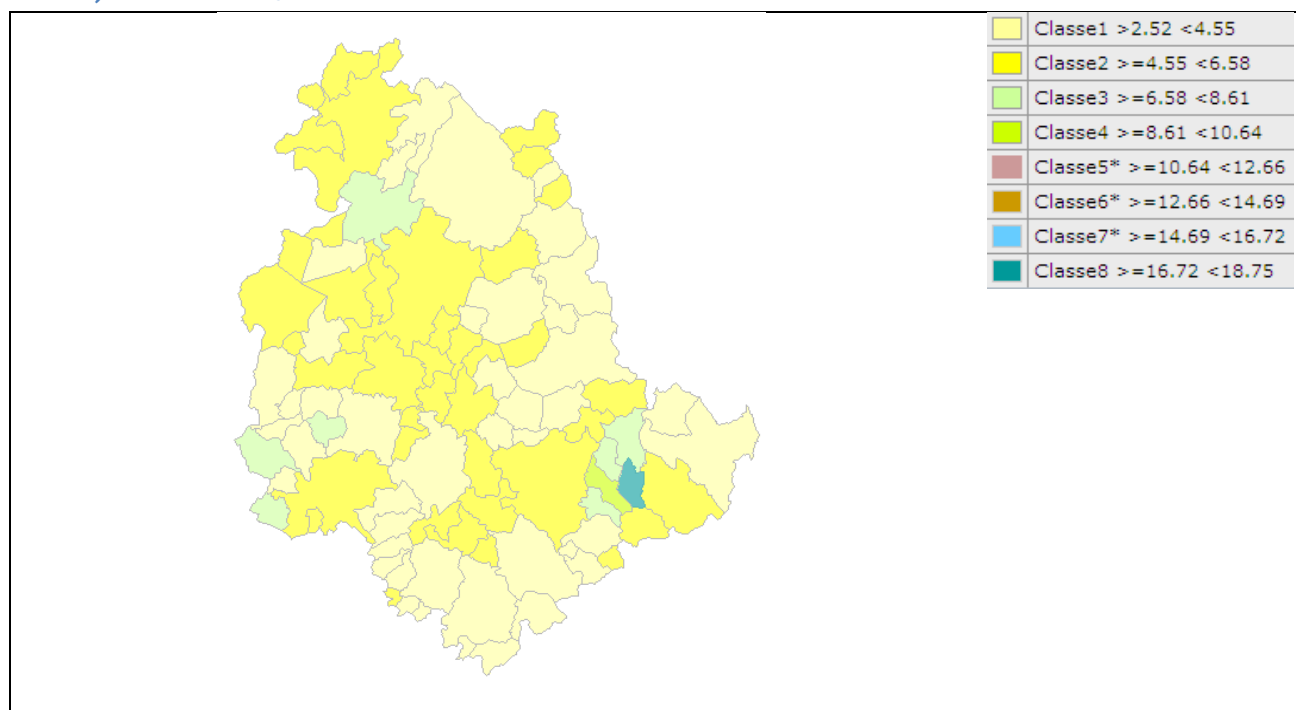 Classe1 >2.52 <4.55
Classe2 >=4.55 <6.58
Classe3 >=6.58 <8.61
Classe4 >=8.61 <10.64
Classe5* >=10.64 <12.66
Classe6* >=12.66 <14.69
Classe7* >=14.69 <16.72
Classe8 >=16.72 <18.75